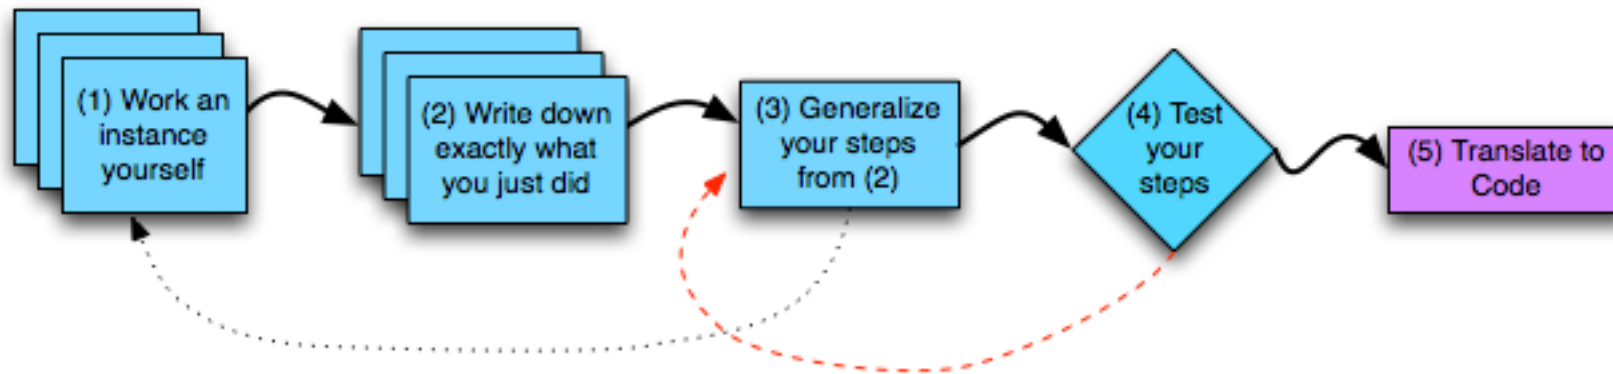 (1) Work an
instance
yourself
(2) Write down
exactly what
you just did
(3) Generalize
your steps
from (2)
(4) Test
your
steps
(5) Translate to
Code